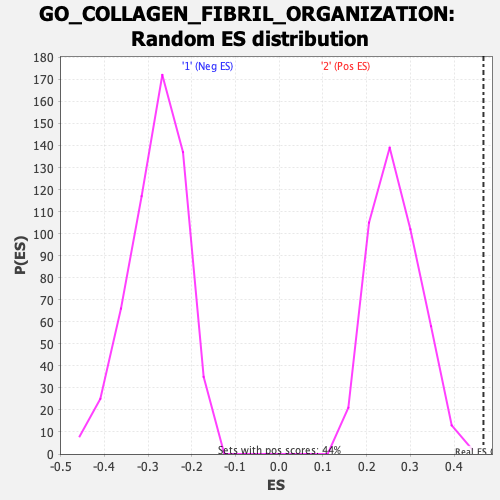 GO_COLLAGEN_FIBRIL_ORGANIZATION:
Random ES distribution
'1' (Neg ES) '2' (Pos ES)
P(ES)
180
170
160
150
140
130
120
110
100
90
80
70
60
50
40
30
20
10
0
Sets with pos scores: 44%
Real ES
-0.5 -0.4 -0.3 -0.2 -0.1 0.0 0.1 0.2 0.3 0.4
ES